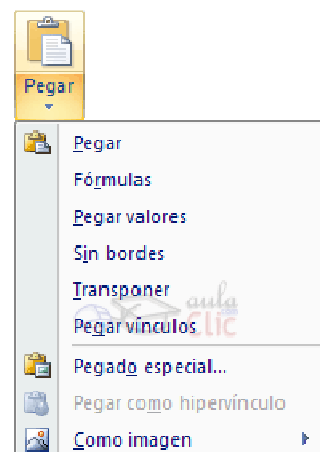 Pegar
Pegar
Fórmulas
Pegar valores
Sin bordes
Transponer
aula
Clic
Pegar vínculos
Pegado especial...
Pegar como hipervínculo
Como imagen